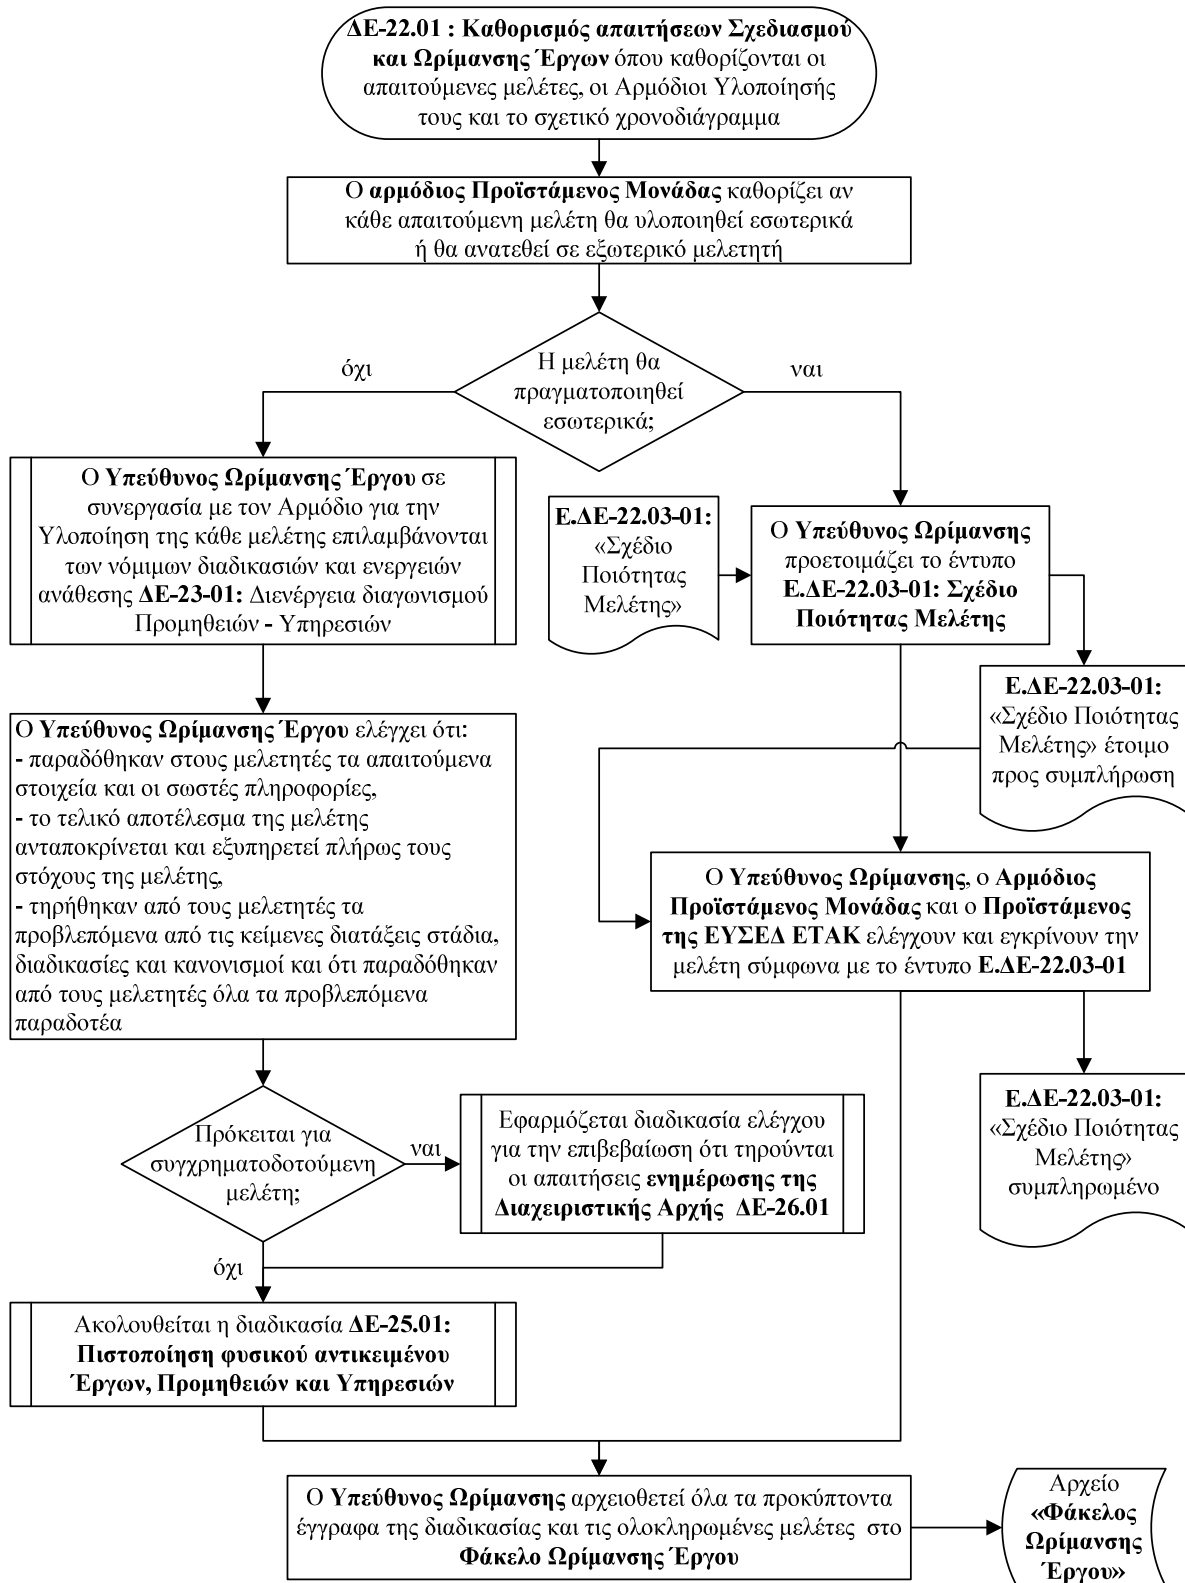 ΔΕ-22.01 : Καθορισμός απαιτήσεων Σχεδιασμού
και Ωρίμανσης Έργων όπου καθορίζονται οι
απαιτούμενες μελέτες, οι Αρμόδιοι Υλοποίησής
τους και το σχετικό χρονοδιάγραμμα
Ο αρμόδιος Προϊστάμενος Μονάδας καθορίζει αν
κάθε απαιτούμενη μελέτη θα υλοποιηθεί εσωτερικά
ή θα ανατεθεί σε εξωτερικό μελετητή
Η μελέτη θα
πραγματοποιηθεί
εσωτερικά;
όχι
ναι
Ο Υπεύθυνος Ωρίμανσης Έργου σε
συνεργασία με τον Αρμόδιο για την
Υλοποίηση της κάθε μελέτης επιλαμβάνονται
των νόμιμων διαδικασιών και ενεργειών
ανάθεσης ΔΕ-23-01: Διενέργεια διαγωνισμού
Προμηθειών - Υπηρεσιών
Ε.ΔΕ-22.03-01:
«Σχέδιο
Ποιότητας
Μελέτης»
Ο Υπεύθυνος Ωρίμανσης
προετοιμάζει το έντυπο
Ε.ΔΕ-22.03-01: Σχέδιο
Ποιότητας Μελέτης
Ε.ΔΕ-22.03-01:
«Σχέδιο Ποιότητας
Μελέτης» έτοιμο
προς συμπλήρωση
Ο Υπεύθυνος Ωρίμανσης Έργου ελέγχει ότι:
- παραδόθηκαν στους μελετητές τα απαιτούμενα
στοιχεία και οι σωστές πληροφορίες,
- το τελικό αποτέλεσμα της μελέτης
ανταποκρίνεται και εξυπηρετεί πλήρως τους
στόχους της μελέτης,
- τηρήθηκαν από τους μελετητές τα
προβλεπόμενα από τις κείμενες διατάξεις στάδια,
διαδικασίες και κανονισμοί και ότι παραδόθηκαν
από τους μελετητές όλα τα προβλεπόμενα
παραδοτέα
Ο Υπεύθυνος Ωρίμανσης, ο Αρμόδιος
Προϊστάμενος Μονάδας και ο Προϊστάμενος
της ΕΥΣΕΔ ΕΤΑΚ ελέγχουν και εγκρίνουν την
μελέτη σύμφωνα με το έντυπο Ε.ΔΕ-22.03-01
Ε.ΔΕ-22.03-01:
«Σχέδιο Ποιότητας
Μελέτης»
συμπληρωμένο
Πρόκειται για
συγχρηματοδοτούμενη
μελέτη;
ναι
Εφαρμόζεται διαδικασία ελέγχου
για την επιβεβαίωση ότι τηρούνται
οι απαιτήσεις ενημέρωσης της
Διαχειριστικής Αρχής ΔΕ-26.01
όχι
Ακολουθείται η διαδικασία ΔΕ-25.01:
Πιστοποίηση φυσικού αντικειμένου
Έργων, Προμηθειών και Υπηρεσιών
Ο Υπεύθυνος Ωρίμανσης αρχειοθετεί όλα τα προκύπτοντα
έγγραφα της διαδικασίας και τις ολοκληρωμένες μελέτες στο
Φάκελο Ωρίμανσης Έργου
Αρχείο
«Φάκελος
Ωρίμανσης
Έργου»